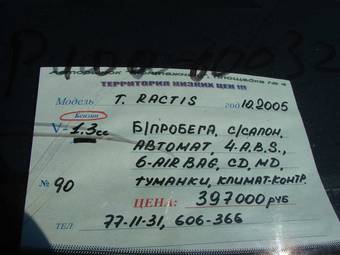 ТЕРРИТОРИЯ НИЗКИХ ЦЕН !!!
Модель T. RACTIS год 10.2005
Бензин
V- 1.3cc Б/ПРОБЕГА, С/САЛОН,
АВТОМАТ, 4.A.B.S.,
6-AIR BAG, CD, MD,
№ 90 ТУМАНКИ, КЛИМАТ-КОНТР.
ЦЕНА: 397000 РУБ
ТЕЛ: 77-11-31, 606-366